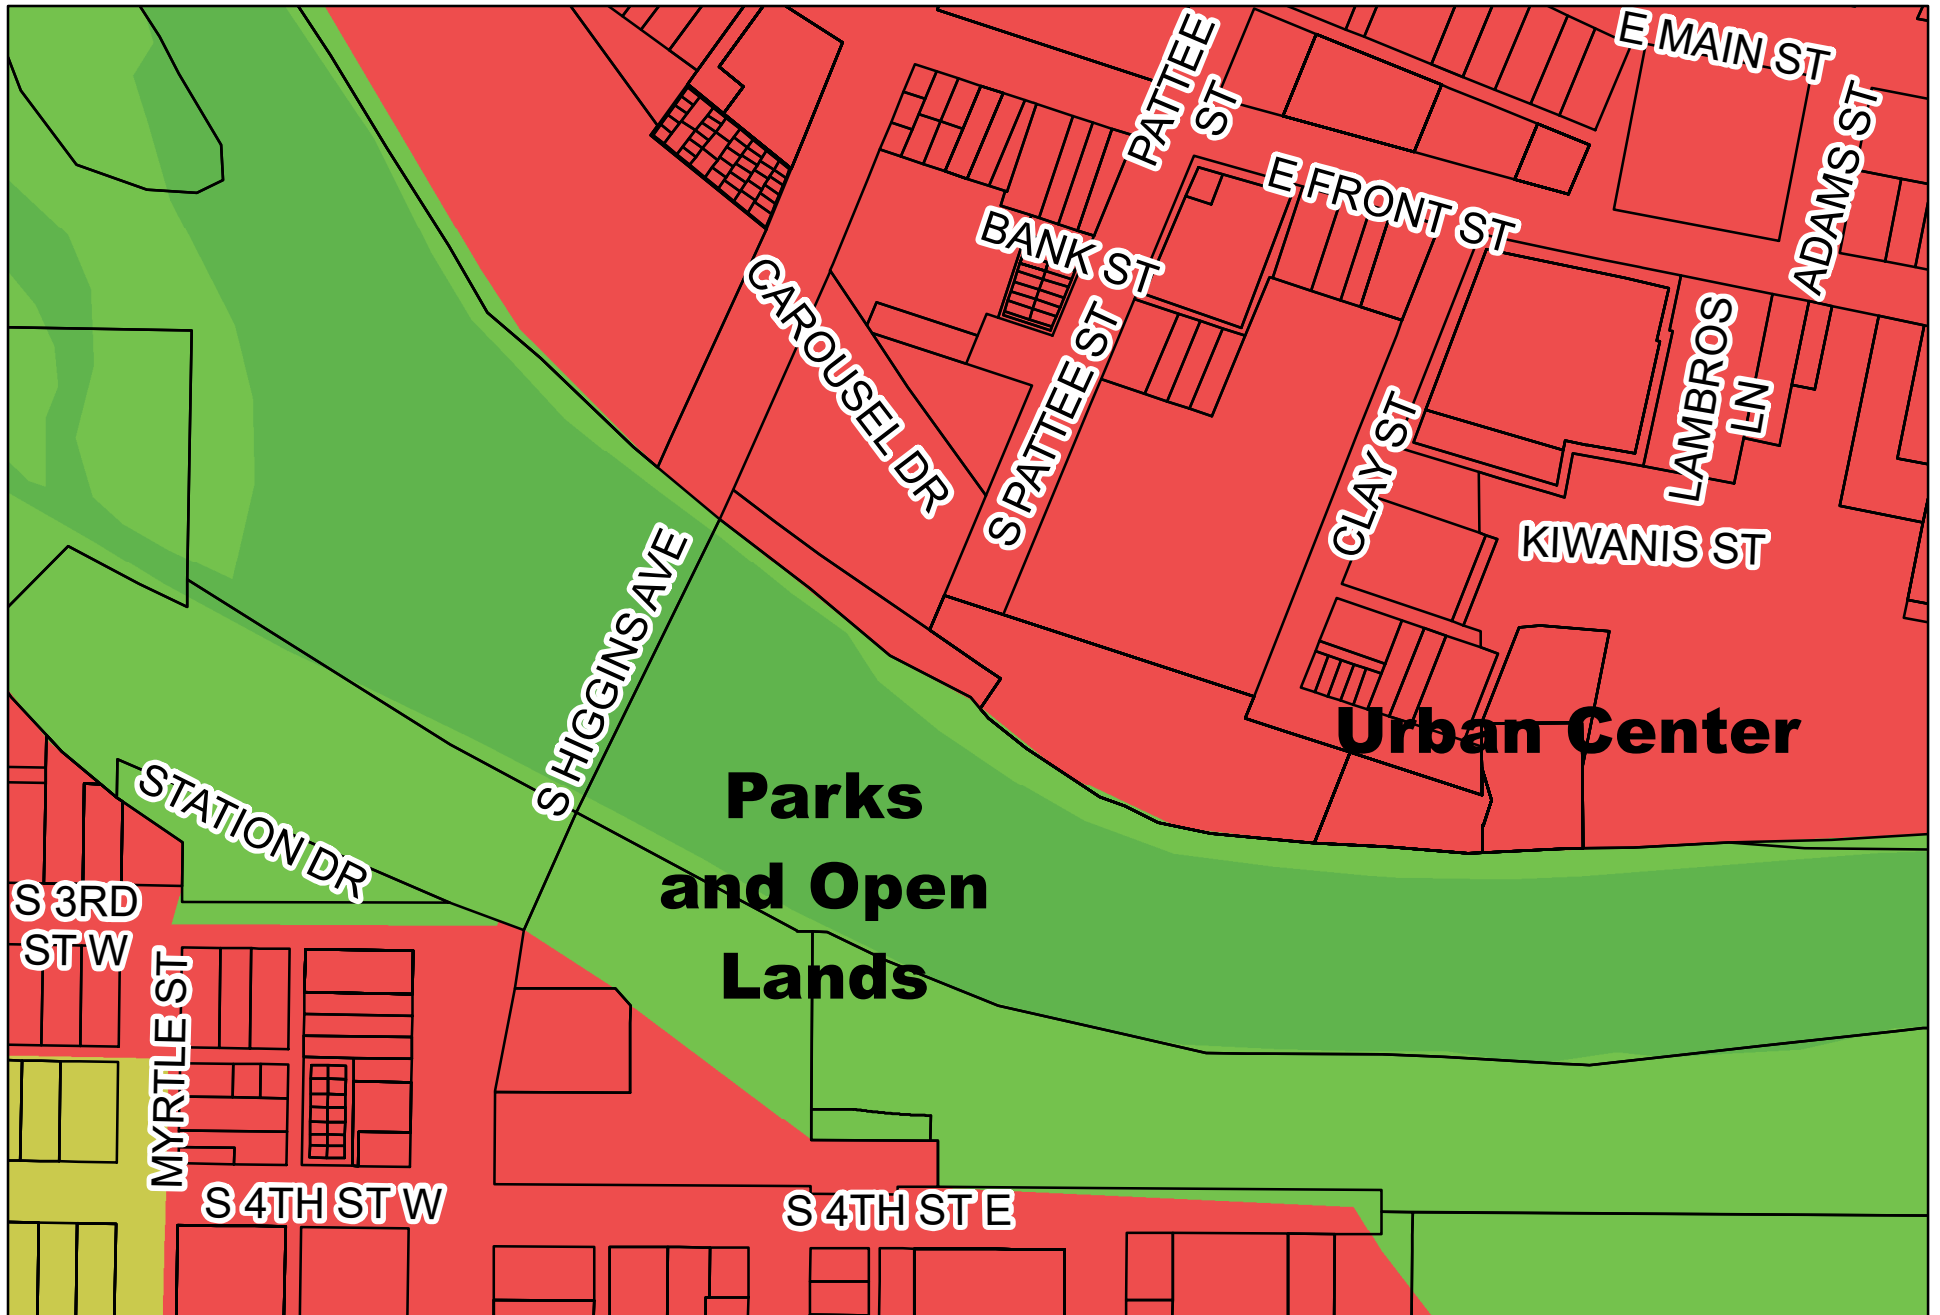 E MAIN ST
PATTEE
ST
ADAMS ST
E FRONT ST
BANK ST
CAROUSEL DR
S PATTEE ST
LAMBROS
LN
CLAY ST
KIWANIS ST
S HIGGINS AVE
Urban Center
Parks
and Open
Lands
STATION DR
S 3RD
ST W
MYRTLE ST
S 4TH ST W
S 4TH ST E